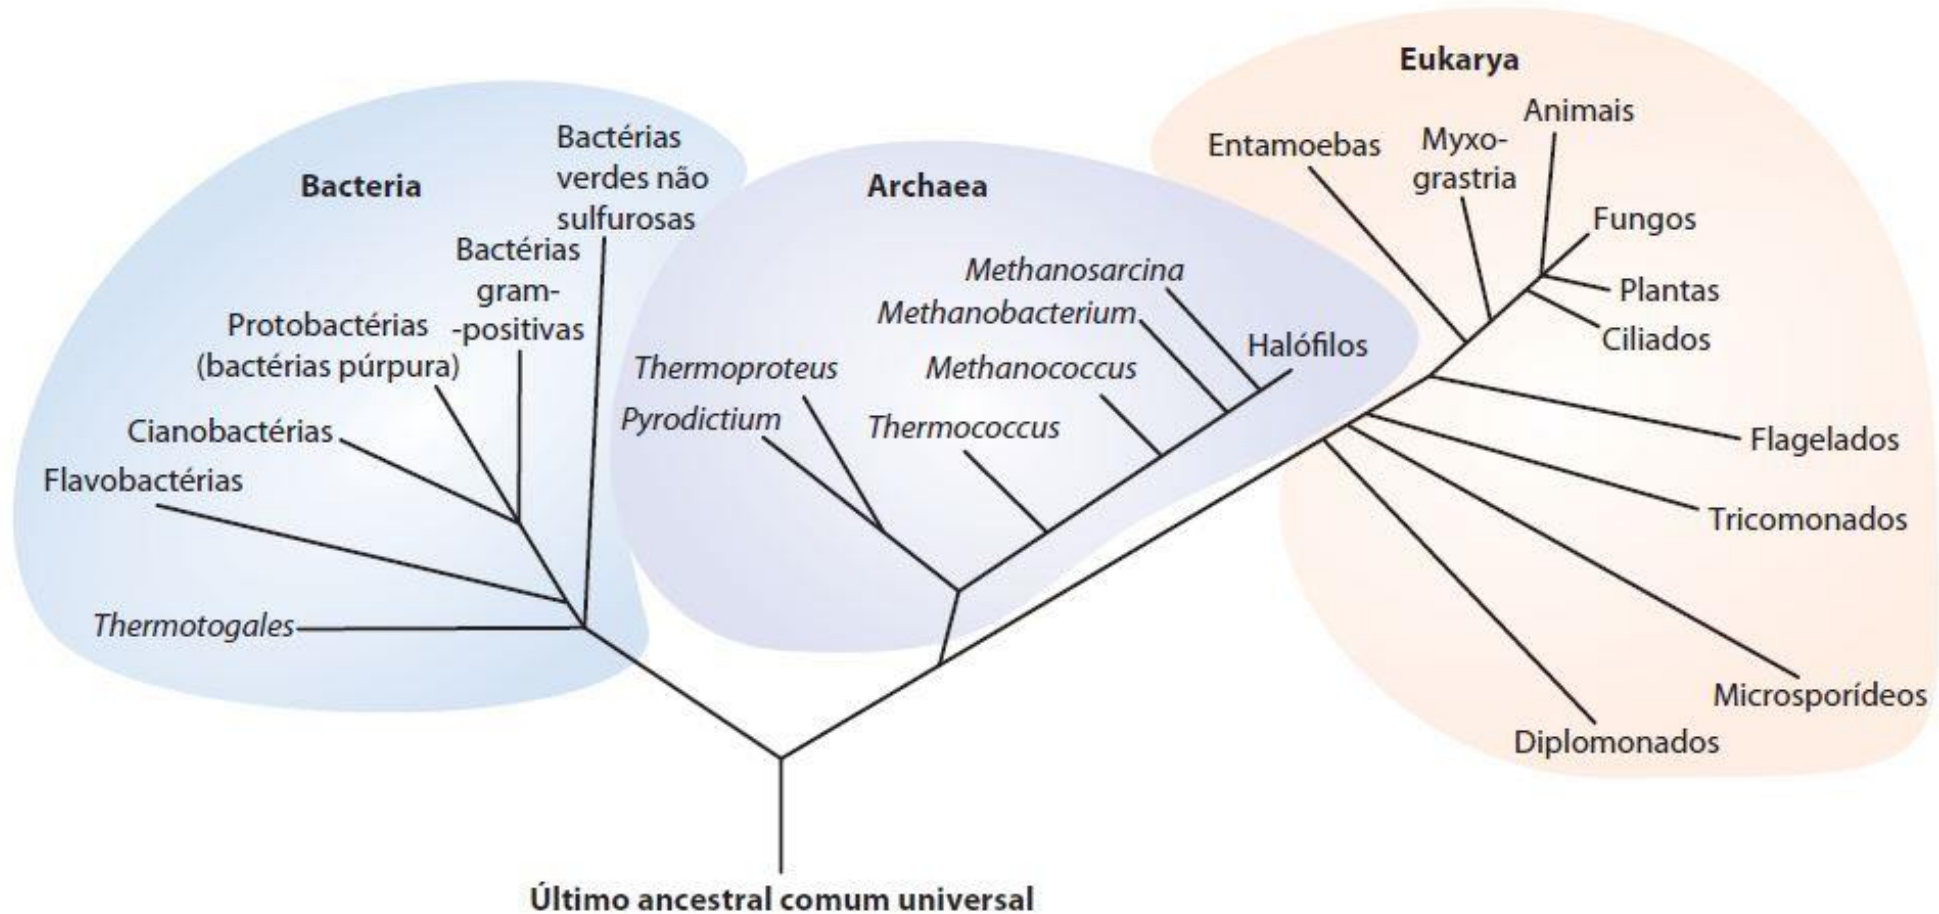 Bacteria
Bactérias
verdes não
sulfurosas
Bactérias
gram-
-positivas
Protobactérias
(bactérias púrpura)
Cianobactérias
Flavobactérias
Thermotogales
Archaea
Methanosarcina
Methanobacterium
Halófilos
Thermoproteus
Methanococcus
Pyrodictium
Thermococcus
Eukarya
Animais
Entamoebas
Myxo-
grastria
Fungos
Plantas
Ciliados
Flagelados
Tricomonados
Microsporídeos
Diplomonados
Último ancestral comum universal